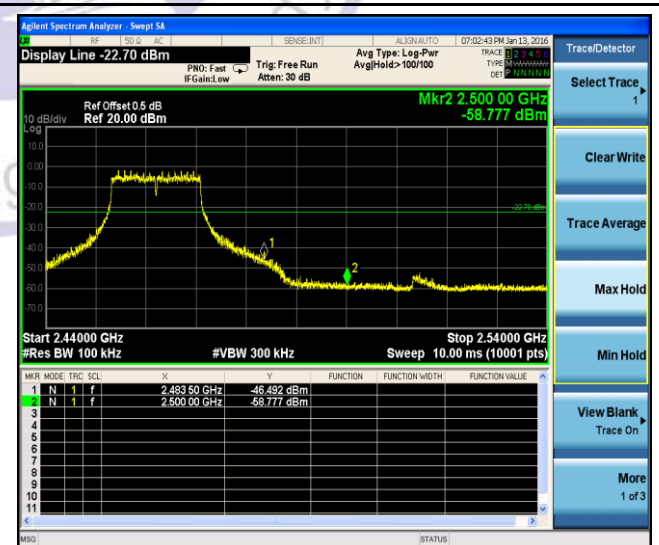 Agilent Spectrum Analyzer - Swept SA
RF 50 Ω AC SENSE:INT ALIGN AUTO 07:02:43 PM Jan 13, 2016
Display Line -22.70 dBm
PNO: Fast
IFGain:Low
Trig: Free Run
Atten: 30 dB
Avg Type: Log-Pwr
Avg|Hold:>100/100
TRACE 1 2 3 4 5 6
TYPE M
DET P N N N N N
Mkr2 2.500 00 GHz
-58.777 dBm
Ref Offset 0.5 dB
10 dB/div Ref 20.00 dBm
Log
10.0
0.00
-10.0
-20.0
-22.70 dBm
-30.0
-40.0
1
-50.0
2
-60.0
-70.0
Start 2.44000 GHz Stop 2.54000 GHz
#Res BW 100 kHz #VBW 300 kHz Sweep 10.00 ms (10001 pts)
MKR MODE TRC SCL X Y FUNCTION FUNCTION WIDTH FUNCTION VALUE
1 N 1 f 2.483 50 GHz -46.492 dBm
2 N 1 f 2.500 00 GHz -58.777 dBm
3
4
5
6
7
8
9
10
11
MSG STATUS
Trace/Detector
Select Trace
1
Clear Write
Trace Average
Max Hold
Min Hold
View Blank
Trace On
More
1 of 3